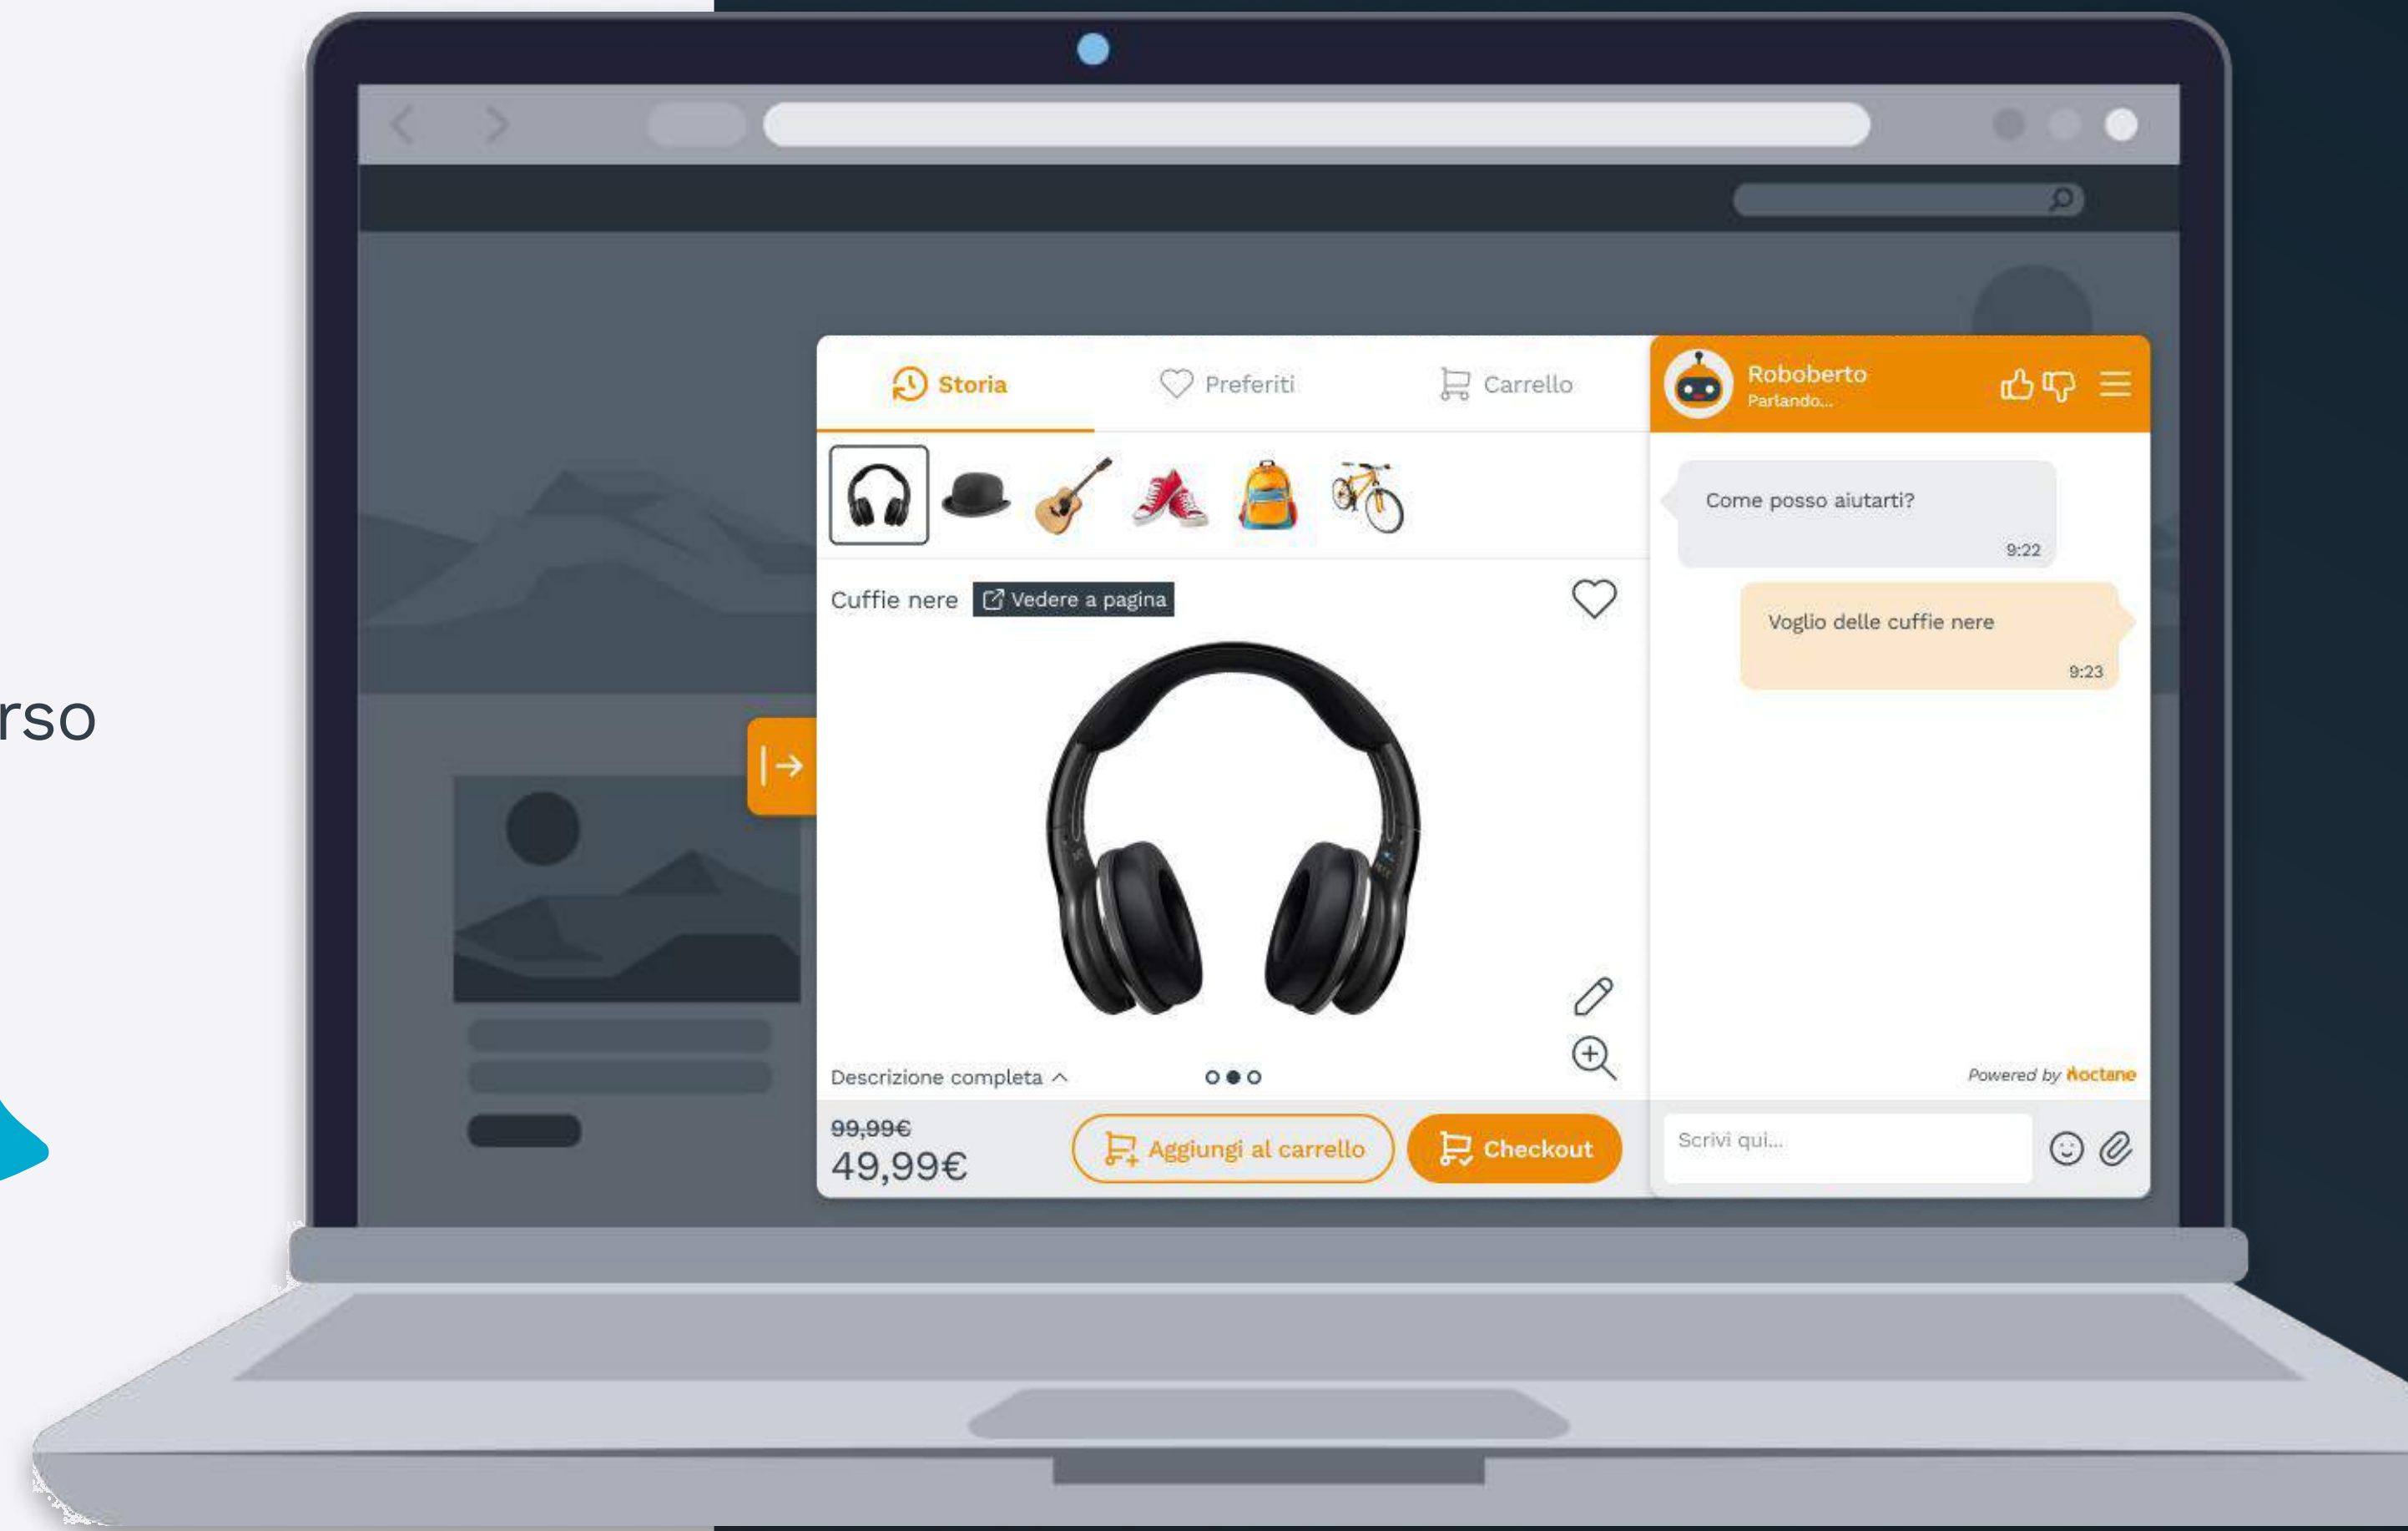 rso
Storia
Preferiti
Carrello
Cuffie nere
Vedere a pagina
Descrizione completa
99,99€
49,99€
Aggiungi al carrello
Checkout
Roboberto
Parlando...
Come posso aiutarti?
9:22
Voglio delle cuffie nere
9:23
Powered by noctane
Scrivi qui...